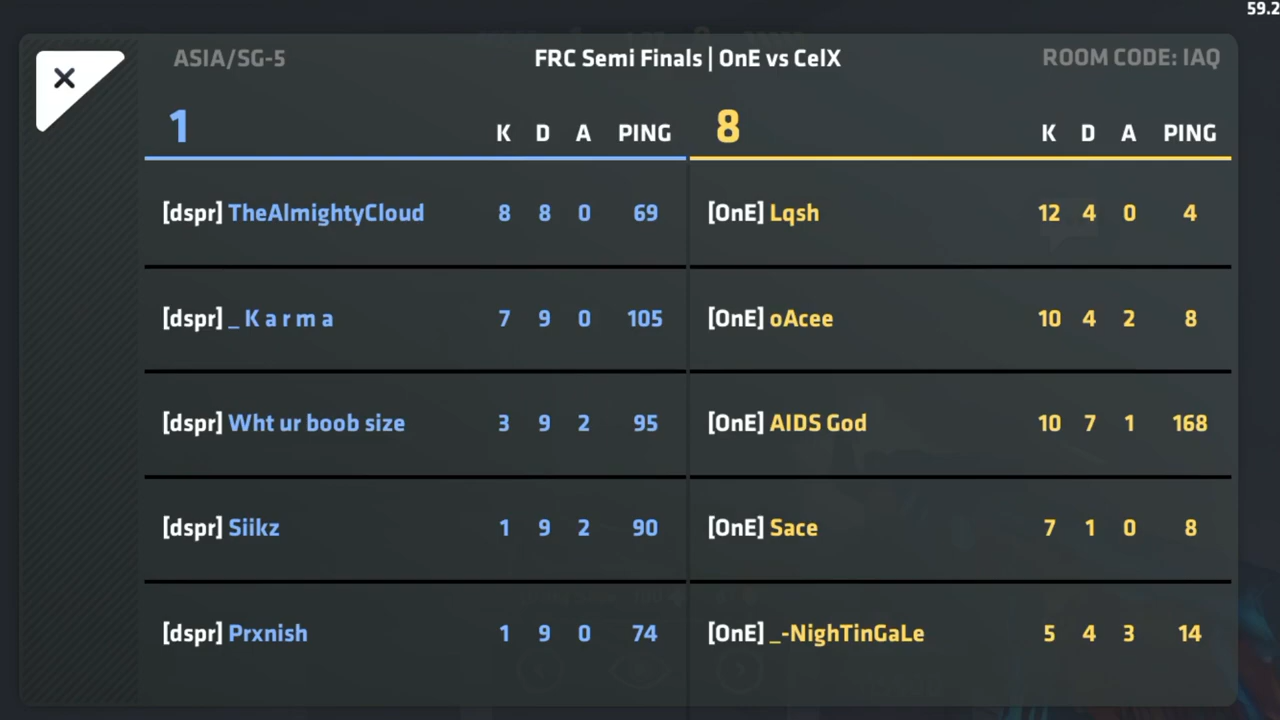 59.2
ASIA/SG-5 FRC Semi Finals | OnE vs CelX ROOM CODE: IAQ
1 K D A PING 8 K D A PING
[dspr] TheAlmightyCloud 8 8 0 69 [OnE] Lqsh 12 4 0 4
[dspr] _ K a r m a 7 9 0 105 [OnE] oAcee 10 4 2 8
[dspr] Wht ur boob size 3 9 2 95 [OnE] AIDS God 10 7 1 168
[dspr] Siikz 1 9 2 90 [OnE] Sace 7 1 0 8
[dspr] Prxnish 1 9 0 74 [OnE] _-NighTinGaLe 5 4 3 14